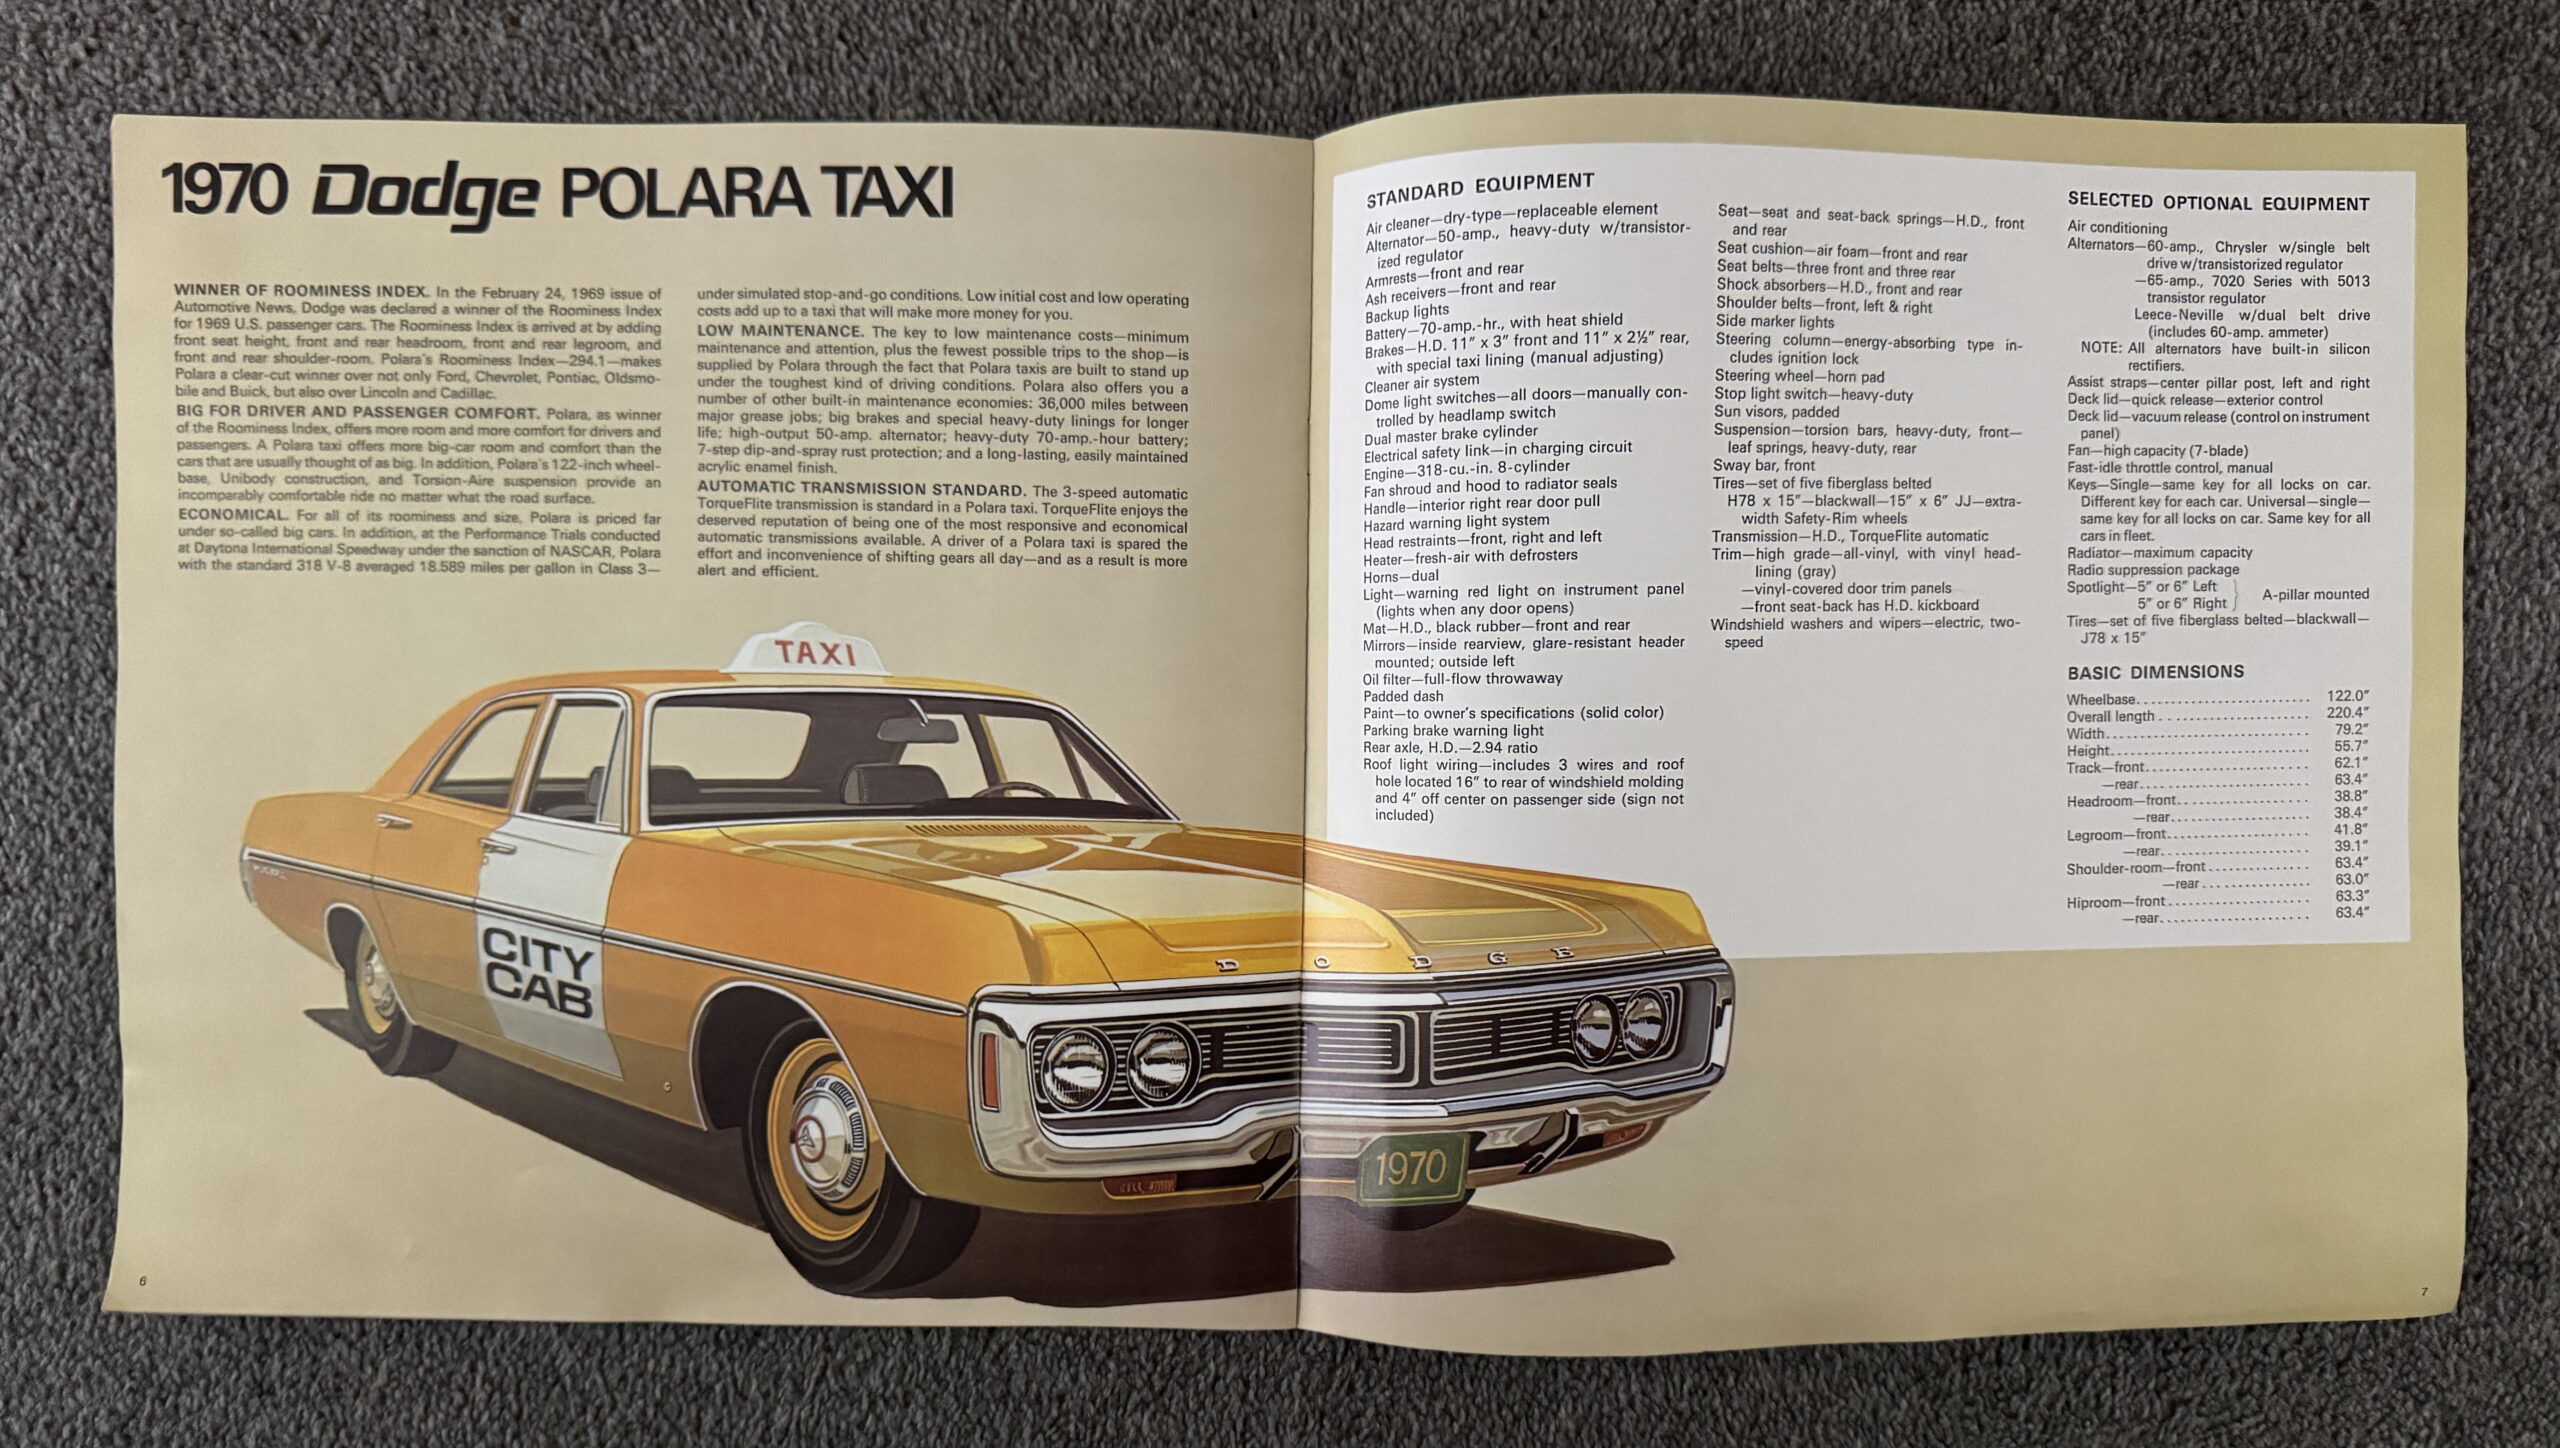 1970 Dodge POLARA TAXI
WINNER OF ROOMINESS INDEX. In the February 24, 1969 issue of
Automotive News, Dodge was declared a winner of the Roominess Index
for 1969 U.S. passenger cars. The Roominess Index is arrived at by adding
front seat height, front and rear headroom, front and rear legroom, and
front and rear shoulder-room. Polara's Roominess Index—294.1—makes
Polara a clear-cut winner over not only Ford, Chevrolet, Pontiac, Oldsmo-
bile and Buick, but also over Lincoln and Cadillac.
BIG FOR DRIVER AND PASSENGER COMFORT. Polara, as winner
of the Roominess Index, offers more room and more comfort for drivers and
passengers. A Polara taxi offers more big-car room and comfort than the
cars that are usually thought of as big. In addition, Polara's 122-inch wheel-
base, Unibody construction, and Torsion-Aire suspension provide an
incomparably comfortable ride no matter what the road surface.
ECONOMICAL. For all of its roominess and size, Polara is priced far
under so-called big cars. In addition, at the Performance Trials conducted
at Daytona International Speedway under the sanction of NASCAR, Polara
with the standard 318 V-8 averaged 18.589 miles per gallon in Class 3—
under simulated stop-and-go conditions. Low initial cost and low operating
costs add up to a taxi that will make more money for you.
LOW MAINTENANCE. The key to low maintenance costs—minimum
maintenance and attention, plus the fewest possible trips to the shop—is
supplied by Polara through the fact that Polara taxis are built to stand up
under the toughest kind of driving conditions. Polara also offers you a
number of other built-in maintenance economies: 36,000 miles between
major grease jobs; big brakes and special heavy-duty linings for longer
life; high-output 50-amp. alternator; heavy-duty 70-amp.-hour battery;
7-step dip-and-spray rust protection; and a long-lasting, easily maintained
acrylic enamel finish.
AUTOMATIC TRANSMISSION STANDARD. The 3-speed automatic
TorqueFlite transmission is standard in a Polara taxi. TorqueFlite enjoys the
deserved reputation of being one of the most responsive and economical
automatic transmissions available. A driver of a Polara taxi is spared the
effort and inconvenience of shifting gears all day—and as a result is more
alert and efficient.
TAXI
CITY
CAB
DODGE
1970
6
STANDARD EQUIPMENT
Air cleaner—dry-type—replaceable element
Alternator—50-amp., heavy-duty w/transistor-
ized regulator
Armrests—front and rear
Ash receivers—front and rear
Backup lights
Battery—70-amp.-hr., with heat shield
Brakes—H.D. 11" x 3" front and 11" x 2½" rear,
with special taxi lining (manual adjusting)
Cleaner air system
Dome light switches—all doors—manually con-
trolled by headlamp switch
Dual master brake cylinder
Electrical safety link—in charging circuit
Engine—318-cu.-in. 8-cylinder
Fan shroud and hood to radiator seals
Handle—interior right rear door pull
Hazard warning light system
Head restraints—front, right and left
Heater—fresh-air with defrosters
Horns—dual
Light—warning red light on instrument panel
(lights when any door opens)
Mat—H.D., black rubber—front and rear
Mirrors—inside rearview, glare-resistant header
mounted; outside left
Oil filter—full-flow throwaway
Padded dash
Paint—to owner's specifications (solid color)
Parking brake warning light
Rear axle, H.D.—2.94 ratio
Roof light wiring—includes 3 wires and roof
hole located 16" to rear of windshield molding
and 4" off center on passenger side (sign not
included)
Seat—seat and seat-back springs—H.D., front
and rear
Seat cushion—air foam—front and rear
Seat belts—three front and three rear
Shock absorbers—H.D., front and rear
Shoulder belts—front, left & right
Side marker lights
Steering column—energy-absorbing type in-
cludes ignition lock
Steering wheel—horn pad
Stop light switch—heavy-duty
Sun visors, padded
Suspension—torsion bars, heavy-duty, front—
leaf springs, heavy-duty, rear
Sway bar, front
Tires—set of five fiberglass belted
H78 x 15"—blackwall—15" x 6" JJ—extra-
width Safety-Rim wheels
Transmission—H.D., TorqueFlite automatic
Trim—high grade—all-vinyl, with vinyl head-
lining (gray)
—vinyl-covered door trim panels
—front seat-back has H.D. kickboard
Windshield washers and wipers—electric, two-
speed
SELECTED OPTIONAL EQUIPMENT
Air conditioning
Alternators—60-amp., Chrysler w/single belt
drive w/transistorized regulator
—65-amp., 7020 Series with 5013
transistor regulator
Leece-Neville w/dual belt drive
(includes 60-amp. ammeter)
NOTE: All alternators have built-in silicon
rectifiers.
Assist straps—center pillar post, left and right
Deck lid—quick release—exterior control
Deck lid—vacuum release (control on instrument
panel)
Fan—high capacity (7-blade)
Fast-idle throttle control, manual
Keys—Single—same key for all locks on car.
Different key for each car. Universal—single—
same key for all locks on car. Same key for all
cars in fleet.
Radiator—maximum capacity
Radio suppression package
Spotlight—5" or 6" Left
5" or 6" Right } A-pillar mounted
Tires—set of five fiberglass belted—blackwall—
J78 x 15"
BASIC DIMENSIONS
Wheelbase 122.0"
Overall length 220.4"
Width 79.2"
Height 55.7"
Track—front 62.1"
—rear 63.4"
Headroom—front 38.8"
—rear 38.4"
Legroom—front 41.8"
—rear 39.1"
Shoulder-room—front 63.4"
—rear 63.0"
Hiproom—front 63.3"
—rear 63.4"
7